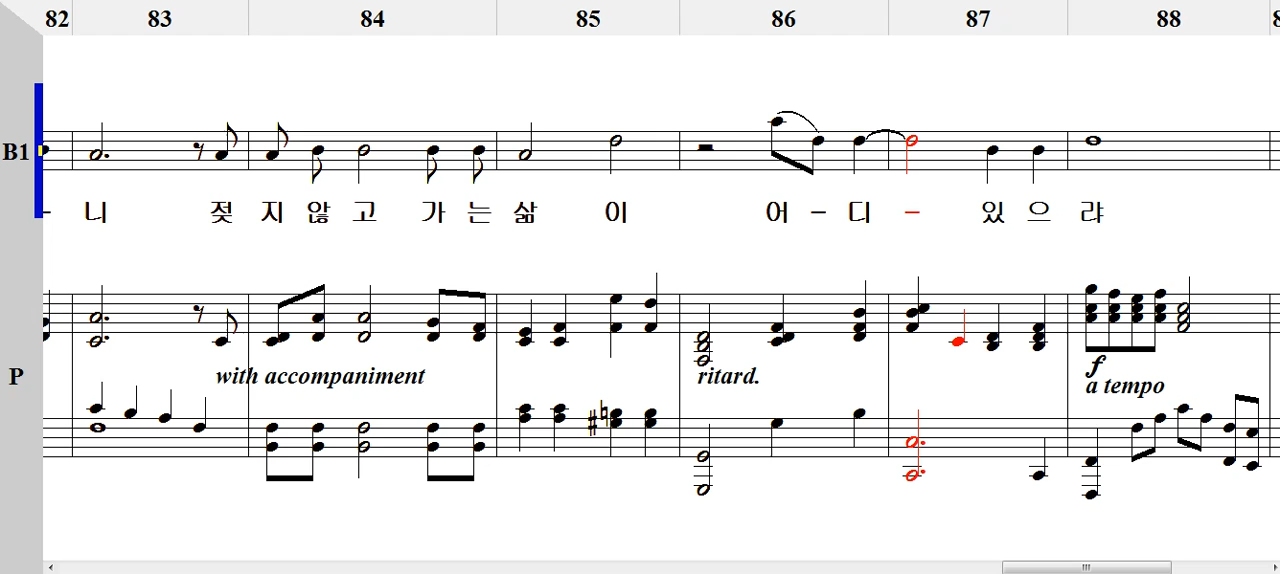 82 83 84 85 86 87 88
B1
- 니 젖 지 않 고 가 는 삶 이 어 - 디 - 있 으 랴
P
with accompaniment ritard. f
a tempo